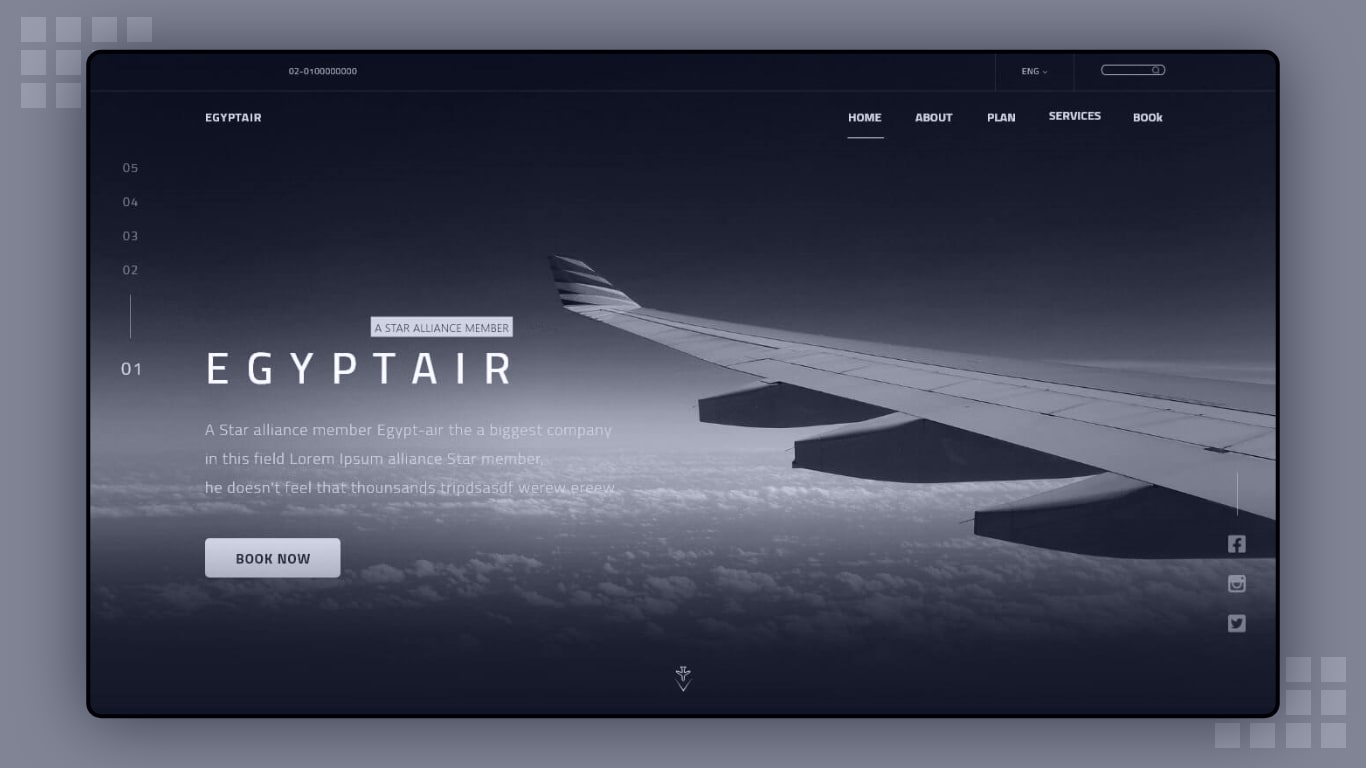 02-0100000000
ENG
EGYPTAIR
HOME ABOUT PLAN SERVICES BOOk
05
04
03
02
01
A STAR ALLIANCE MEMBER
EGYPTAIR
A Star alliance member Egypt-air the a biggest company
in this field Lorem Ipsum alliance Star member,
he doesn't feel that thounsands tripdsasdf werew ereew
BOOK NOW